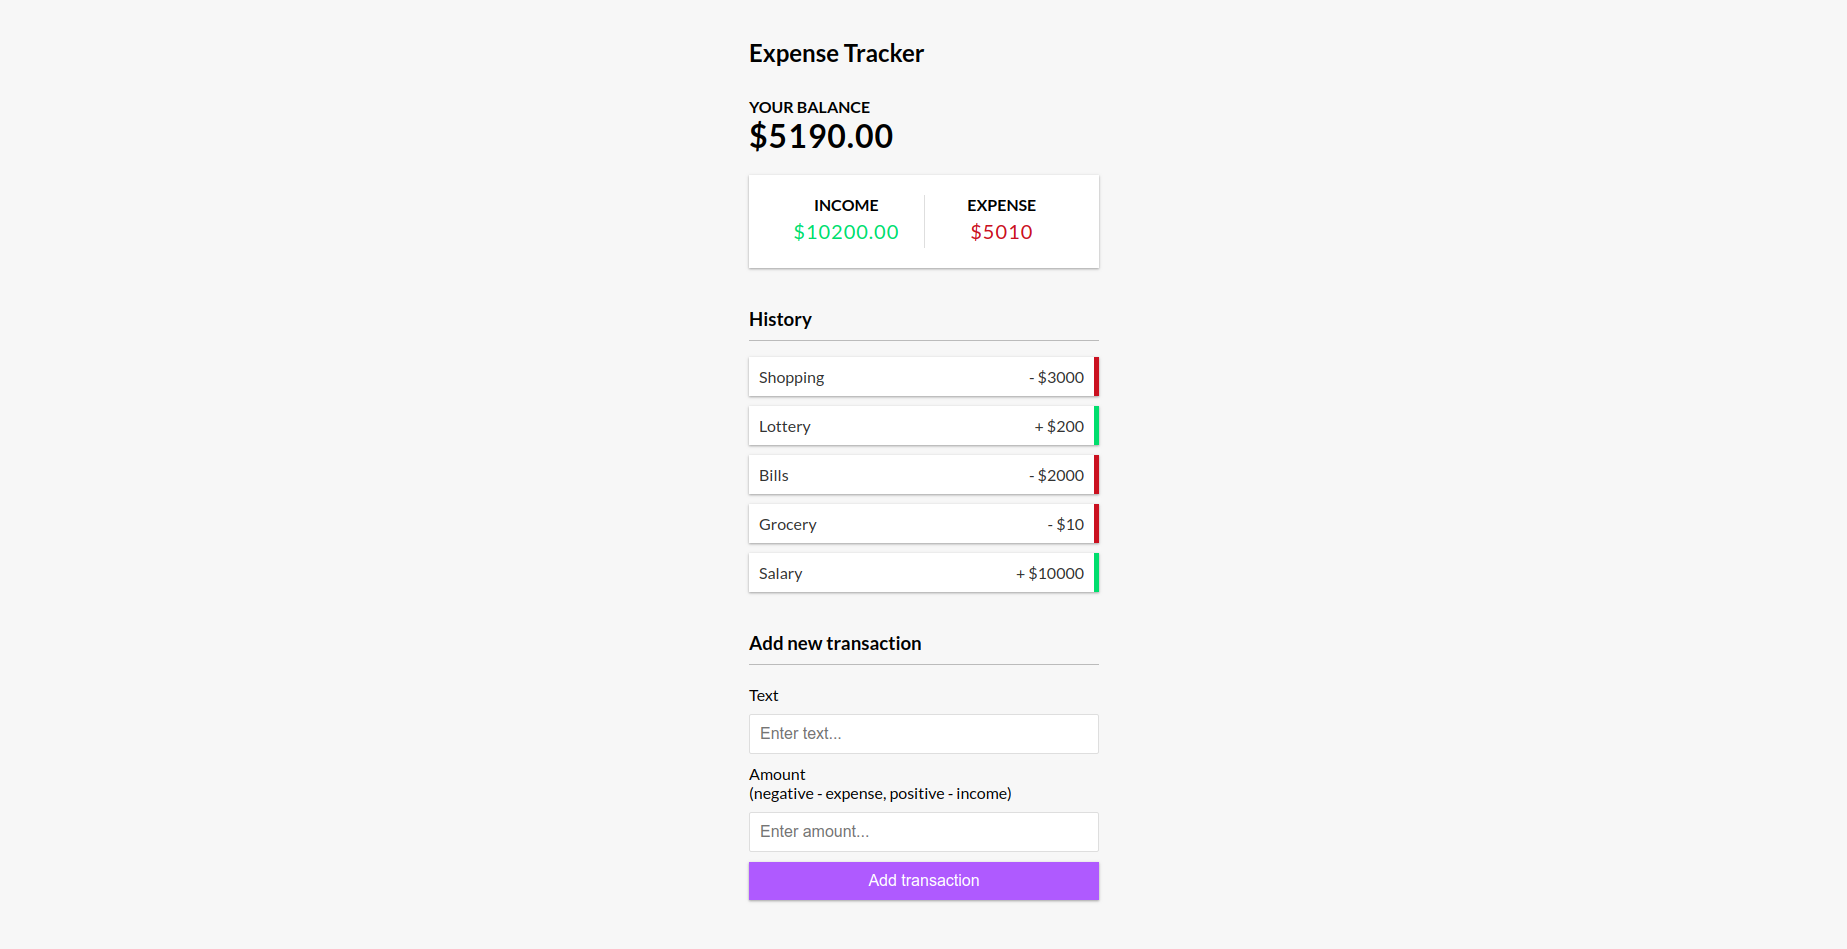 Expense Tracker
YOUR BALANCE
$5190.00
INCOME EXPENSE
$10200.00 $5010
History
Shopping - $3000
Lottery + $200
Bills - $2000
Grocery - $10
Salary + $10000
Add new transaction
Text
Enter text...
Amount
(negative - expense, positive - income)
Enter amount...
Add transaction